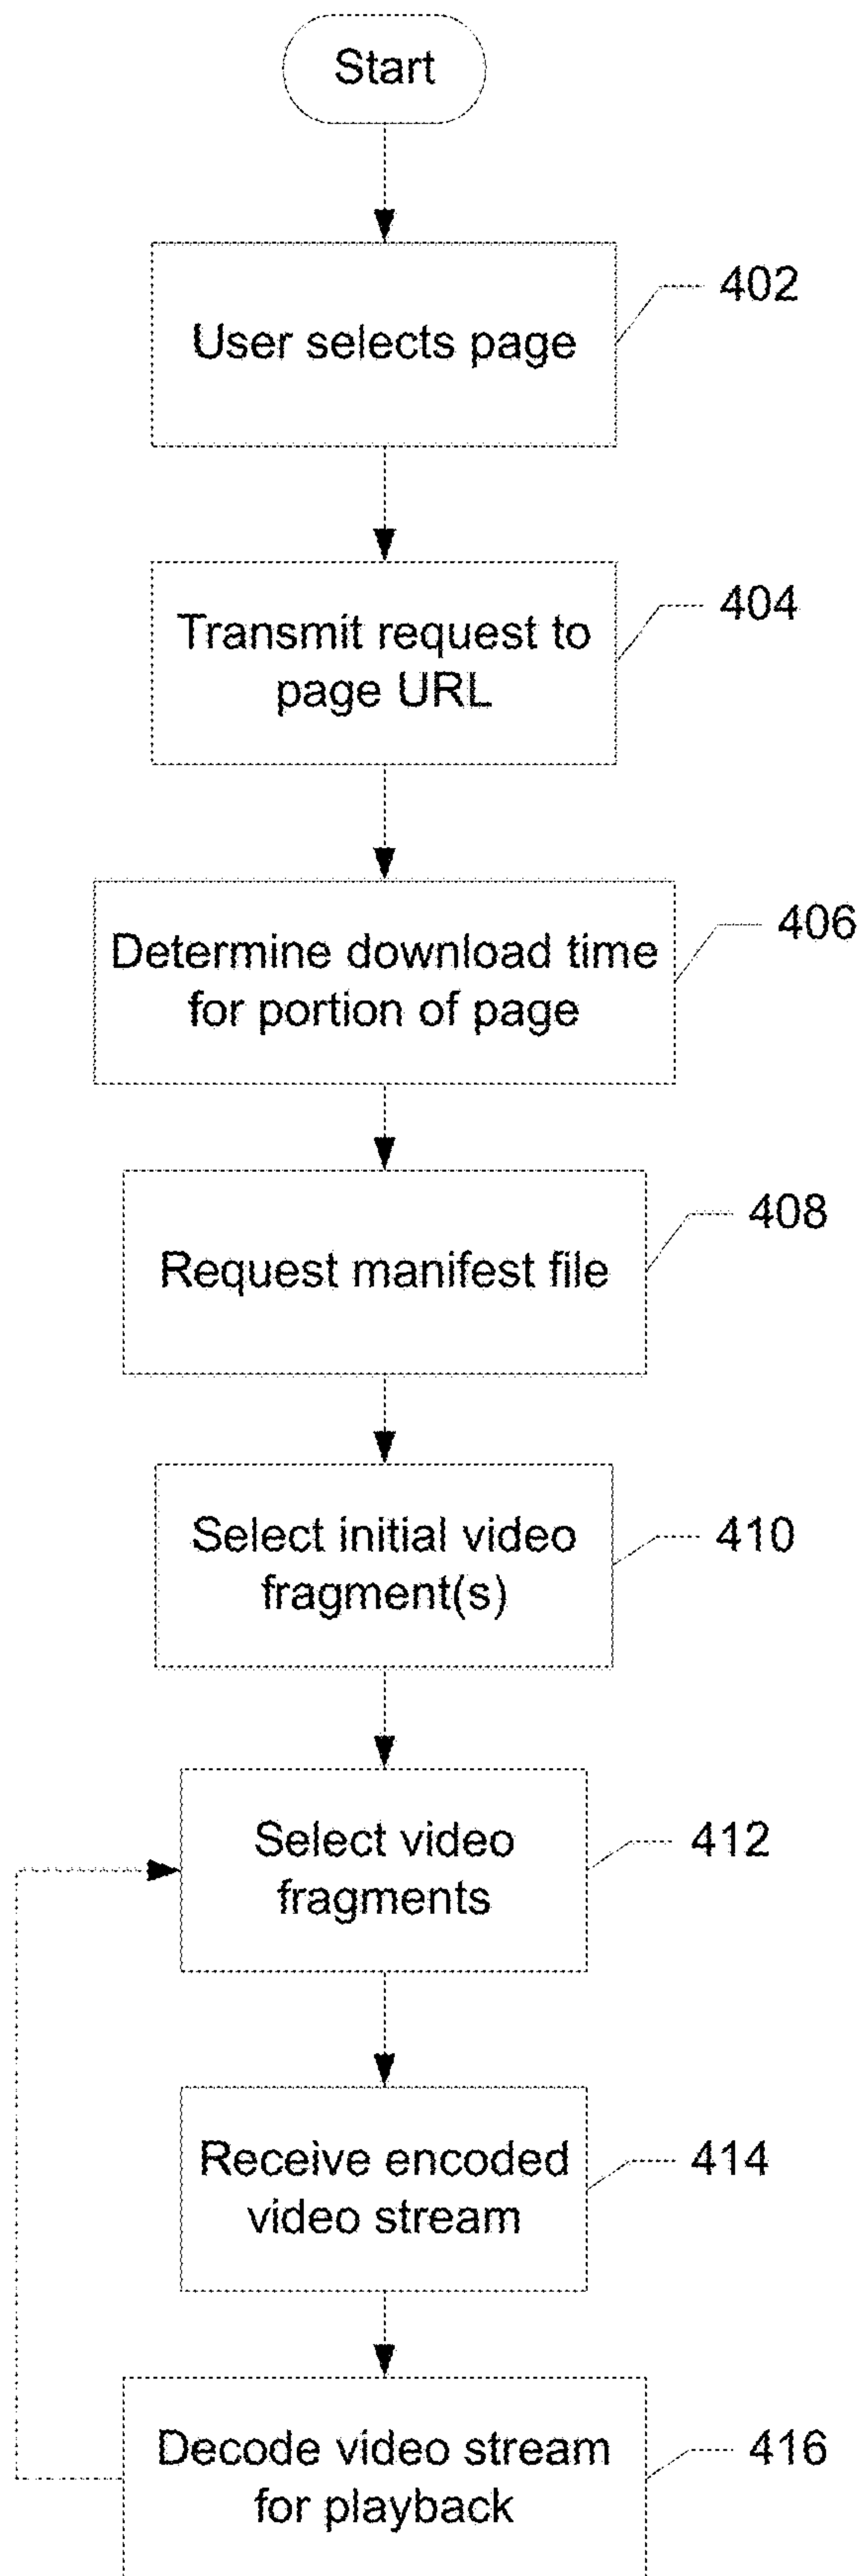 Start
User selects page
402
Transmit request to
page URL
404
Determine download time
for portion of page
406
Request manifest file
408
Select initial video
fragment(s)
410
Select video
fragments
412
Receive encoded
video stream
414
Decode video stream
for playback
416